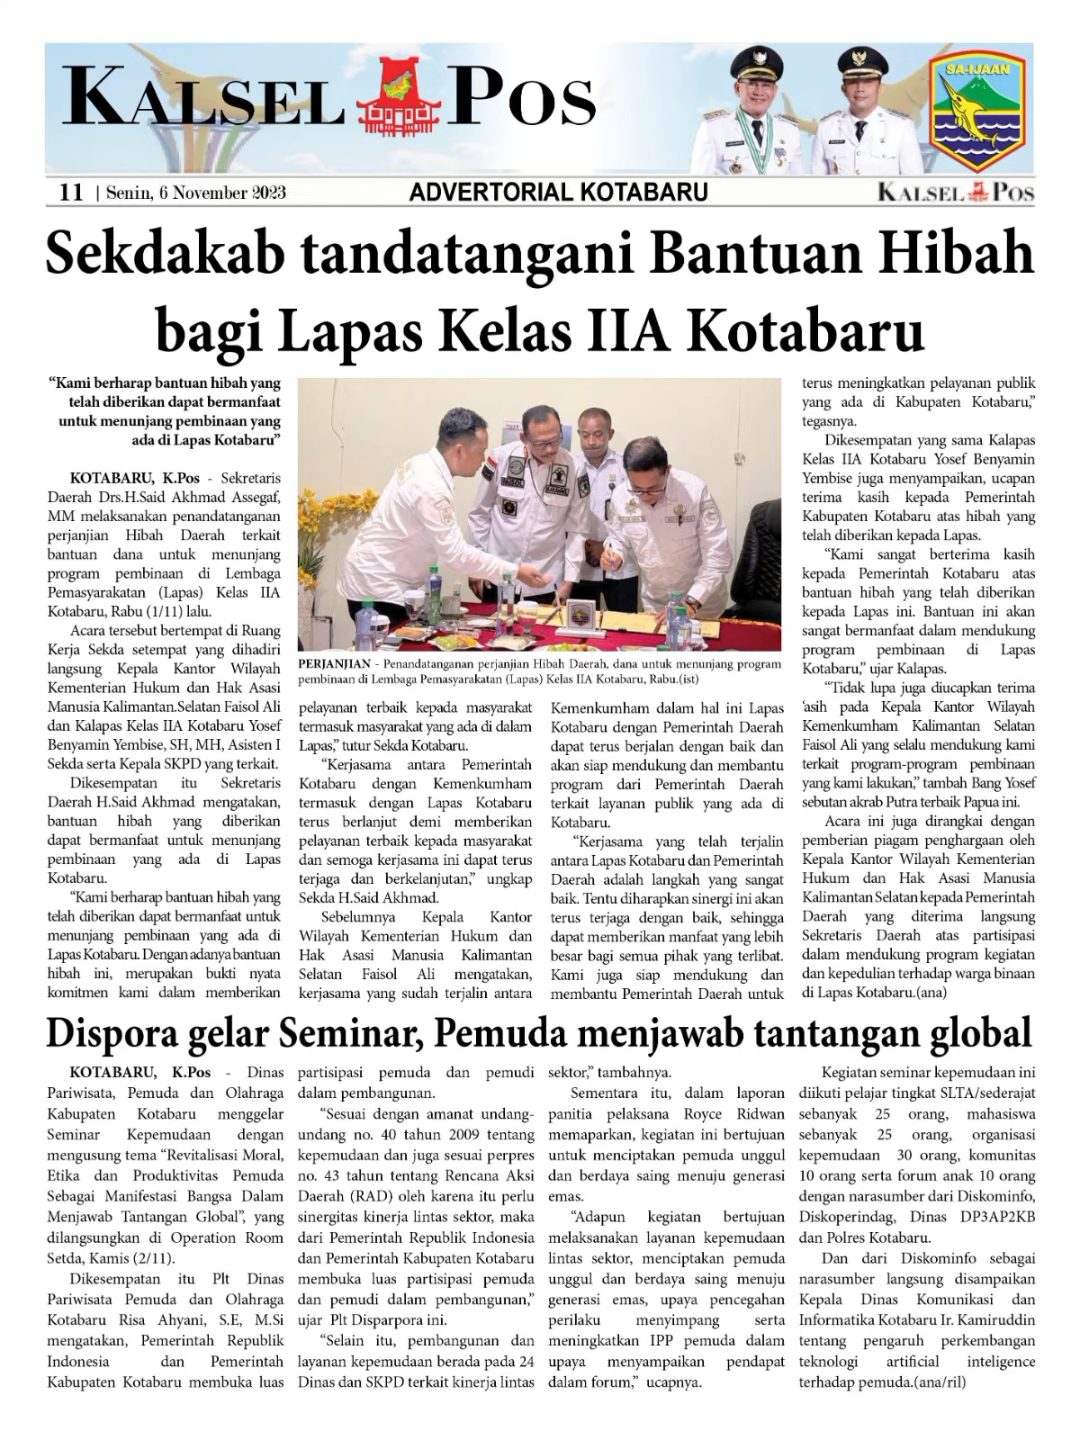 KALSEL POS
SA-IJAAN
11 | Senin, 6 November 2023
ADVERTORIAL KOTABARU
KALSEL POS
Sekdakab tandatangani Bantuan Hibah
bagi Lapas Kelas IIA Kotabaru
“Kami berharap bantuan hibah yang
telah diberikan dapat bermanfaat
untuk menunjang pembinaan yang
ada di Lapas Kotabaru”
KOTABARU, K.Pos - Sekretaris
Daerah Drs.H.Said Akhmad Assegaf,
MM melaksanakan penandatanganan
perjanjian Hibah Daerah terkait
bantuan dana untuk menunjang
program pembinaan di Lembaga
Pemasyarakatan (Lapas) Kelas IIA
Kotabaru, Rabu (1/11) lalu.
Acara tersebut bertempat di Ruang
Kerja Sekda setempat yang dihadiri
langsung Kepala Kantor Wilayah
Kementerian Hukum dan Hak Asasi
Manusia Kalimantan.Selatan Faisol Ali
dan Kalapas Kelas IIA Kotabaru Yosef
Benyamin Yembise, SH, MH, Asisten I
Sekda serta Kepala SKPD yang terkait.
Dikesempatan itu Sekretaris
Daerah H.Said Akhmad mengatakan,
bantuan hibah yang diberikan
dapat bermanfaat untuk menunjang
pembinaan yang ada di Lapas
Kotabaru.
“Kami berharap bantuan hibah yang
telah diberikan dapat bermanfaat untuk
menunjang pembinaan yang ada di
Lapas Kotabaru. Dengan adanya bantuan
hibah ini, merupakan bukti nyata
komitmen kami dalam memberikan
PERJANJIAN - Penandatanganan perjanjian Hibah Daerah, dana untuk menunjang program
pembinaan di Lembaga Pemasyarakatan (Lapas) Kelas IIA Kotabaru, Rabu.(ist)
pelayanan terbaik kepada masyarakat
termasuk masyarakat yang ada di dalam
Lapas,” tutur Sekda Kotabaru.
“Kerjasama antara Pemerintah
Kotabaru dengan Kemenkumham
termasuk dengan Lapas Kotabaru
terus berlanjut demi memberikan
pelayanan terbaik kepada masyarakat
dan semoga kerjasama ini dapat terus
terjaga dan berkelanjutan,” ungkap
Sekda H.Said Akhmad.
Sebelumnya Kepala Kantor
Wilayah Kementerian Hukum dan
Hak Asasi Manusia Kalimantan
Selatan Faisol Ali mengatakan,
kerjasama yang sudah terjalin antara
Kemenkumham dalam hal ini Lapas
Kotabaru dengan Pemerintah Daerah
dapat terus berjalan dengan baik dan
akan siap mendukung dan membantu
program dari Pemerintah Daerah
terkait layanan publik yang ada di
Kotabaru.
“Kerjasama yang telah terjalin
antara Lapas Kotabaru dan Pemerintah
Daerah adalah langkah yang sangat
baik. Tentu diharapkan sinergi ini akan
terus terjaga dengan baik, sehingga
dapat memberikan manfaat yang lebih
besar bagi semua pihak yang terlibat.
Kami juga siap mendukung dan
membantu Pemerintah Daerah untuk
terus meningkatkan pelayanan publik
yang ada di Kabupaten Kotabaru,”
tegasnya.
Dikesempatan yang sama Kalapas
Kelas IIA Kotabaru Yosef Benyamin
Yembise juga menyampaikan, ucapan
terima kasih kepada Pemerintah
Kabupaten Kotabaru atas hibah yang
telah diberikan kepada Lapas.
“Kami sangat berterima kasih
kepada Pemerintah Kotabaru atas
bantuan hibah yang telah diberikan
kepada Lapas ini. Bantuan ini akan
sangat bermanfaat dalam mendukung
program pembinaan di Lapas
Kotabaru,” ujar Kalapas.
“Tidak lupa juga diucapkan terima
‘asih pada Kepala Kantor Wilayah
Kemenkumham Kalimantan Selatan
Faisol Ali yang selalu mendukung kami
terkait program-program pembinaan
yang kami lakukan,” tambah Bang Yosef
sebutan akrab Putra terbaik Papua ini.
Acara ini juga dirangkai dengan
pemberian piagam penghargaan oleh
Kepala Kantor Wilayah Kementerian
Hukum dan Hak Asasi Manusia
Kalimantan Selatan kepada Pemerintah
Daerah yang diterima langsung
Sekretaris Daerah atas partisipasi
dalam mendukung program kegiatan
dan kepedulian terhadap warga binaan
di Lapas Kotabaru.(ana)
Dispora gelar Seminar, Pemuda menjawab tantangan global
KOTABARU, K.Pos - Dinas
Pariwisata, Pemuda dan Olahraga
Kabupaten Kotabaru menggelar
Seminar Kepemudaan dengan
mengusung tema “Revitalisasi Moral,
Etika dan Produktivitas Pemuda
Sebagai Manifestasi Bangsa Dalam
Menjawab Tantangan Global”, yang
dilangsungkan di Operation Room
Setda, Kamis (2/11).
Dikesempatan itu Plt Dinas
Pariwisata Pemuda dan Olahraga
Kotabaru Risa Ahyani, S.E, M.Si
mengatakan, Pemerintah Republik
Indonesia dan Pemerintah
Kabupaten Kotabaru membuka luas
partisipasi pemuda dan pemudi
dalam pembangunan.
“Sesuai dengan amanat undang-
undang no. 40 tahun 2009 tentang
kepemudaan dan juga sesuai perpres
no. 43 tahun tentang Rencana Aksi
Daerah (RAD) oleh karena itu perlu
sinergitas kinerja lintas sektor, maka
dari Pemerintah Republik Indonesia
dan Pemerintah Kabupaten Kotabaru
membuka luas partisipasi pemuda
dan pemudi dalam pembangunan,”
ujar Plt Disparpora ini.
“Selain itu, pembangunan dan
layanan kepemudaan berada pada 24
Dinas dan SKPD terkait kinerja lintas
sektor,” tambahnya.
Sementara itu, dalam laporan
panitia pelaksana Royce Ridwan
memaparkan, kegiatan ini bertujuan
untuk menciptakan pemuda unggul
dan berdaya saing menuju generasi
emas.
“Adapun kegiatan bertujuan
melaksanakan layanan kepemudaan
lintas sektor, menciptakan pemuda
unggul dan berdaya saing menuju
generasi emas, upaya pencegahan
perilaku menyimpang serta
meningkatkan IPP pemuda dalam
upaya menyampaikan pendapat
dalam forum,” ucapnya.
Kegiatan seminar kepemudaan ini
diikuti pelajar tingkat SLTA/sederajat
sebanyak 25 orang, mahasiswa
sebanyak 25 orang, organisasi
kepemudaan 30 orang, komunitas
10 orang serta forum anak 10 orang
dengan narasumber dari Diskominfo,
Diskoperindag, Dinas DP3AP2KB
dan Polres Kotabaru.
Dan dari Diskominfo sebagai
narasumber langsung disampaikan
Kepala Dinas Komunikasi dan
Informatika Kotabaru Ir. Kamiruddin
tentang pengaruh perkembangan
teknologi artificial inteligence
terhadap pemuda.(ana/ril)